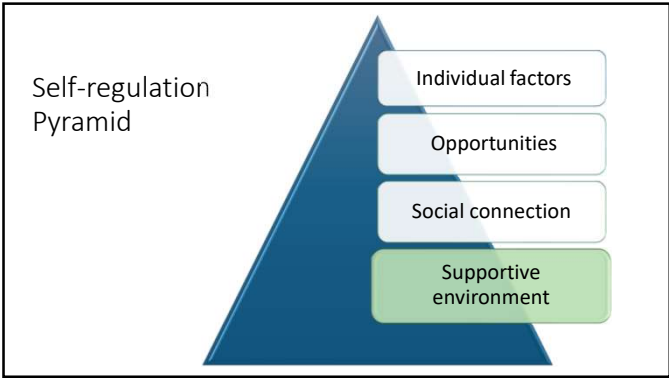 Self-regulation
Pyramid
Individual factors
Opportunities
Social connection
Supportive
environment